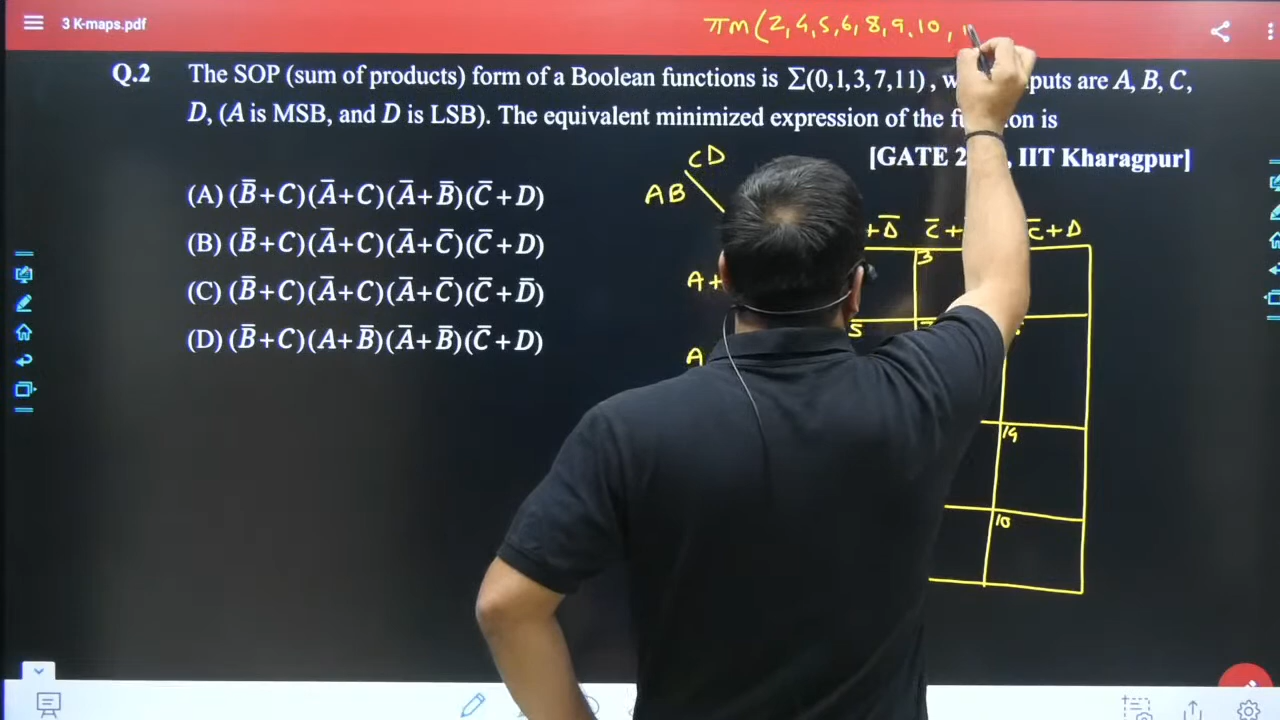 3 K-maps.pdf
πM(2,4,5,6,8,9,10,
Q.2 The SOP (sum of products) form of a Boolean functions is Σ(0,1,3,7,11), inputs are A, B, C,
D, (A is MSB, and D is LSB). The equivalent minimized expression of the is
[GATE IIT Kharagpur]
(A) (B̅+C)(A̅+C)(A̅+B̅)(C̅+D)
(B) (B̅+C)(A̅+C)(A̅+C̅)(C̅+D)
(C) (B̅+C)(A̅+C)(A̅+C̅)(C̅+D̅)
(D) (B̅+C)(A+B̅)(A̅+B̅)(C̅+D)
CD
AB
+D̅ C̅+ C̅+D
3
A+
5
A
14
10